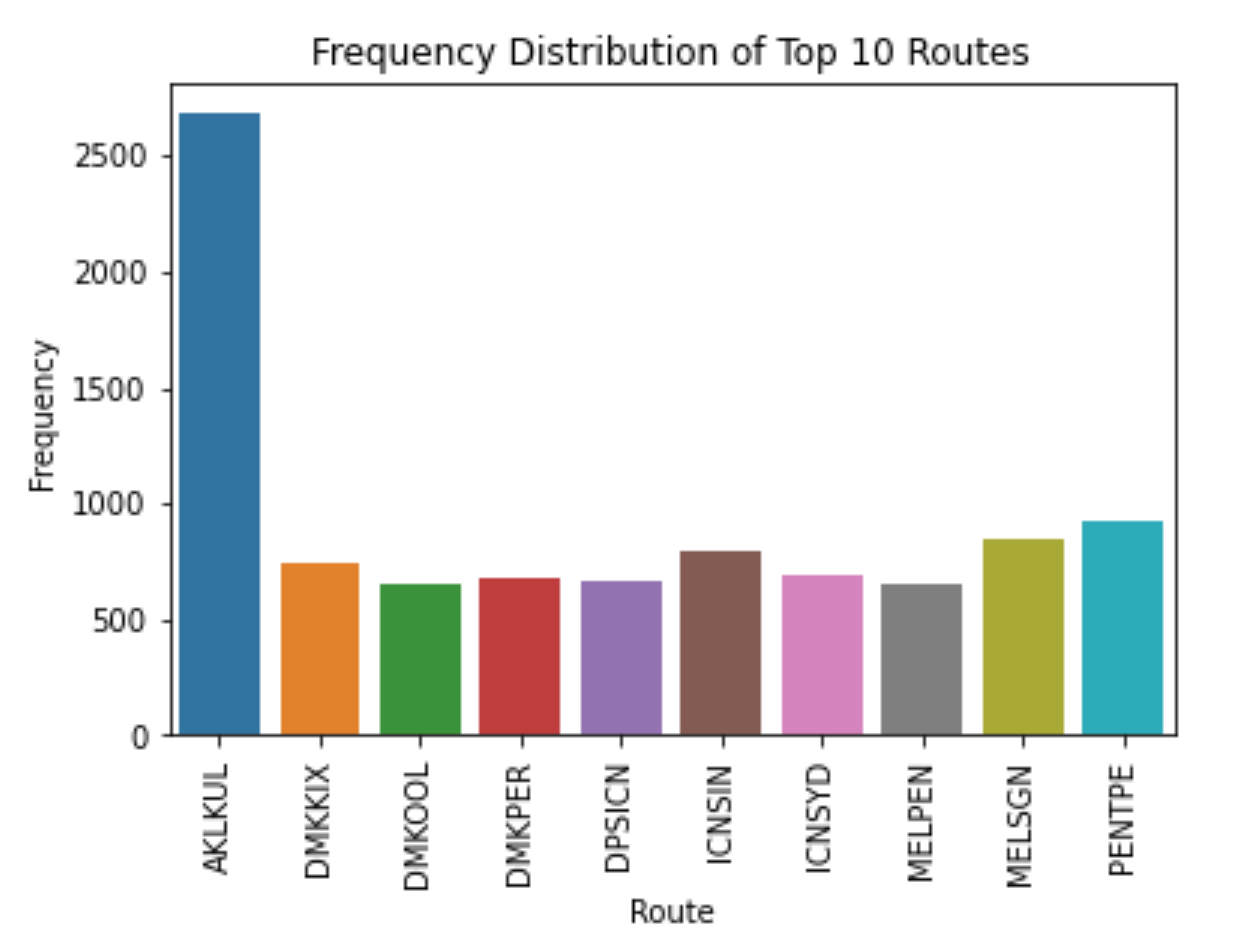 Frequency Distribution of Top 10 Routes
Frequency
2500
2000
1500
1000
500
0
AKLKUL
DMKKIX
DMKOOL
DMKPER
DPSICN
ICNSIN
ICNSYD
MELPEN
MELSGN
PENTPE
Route